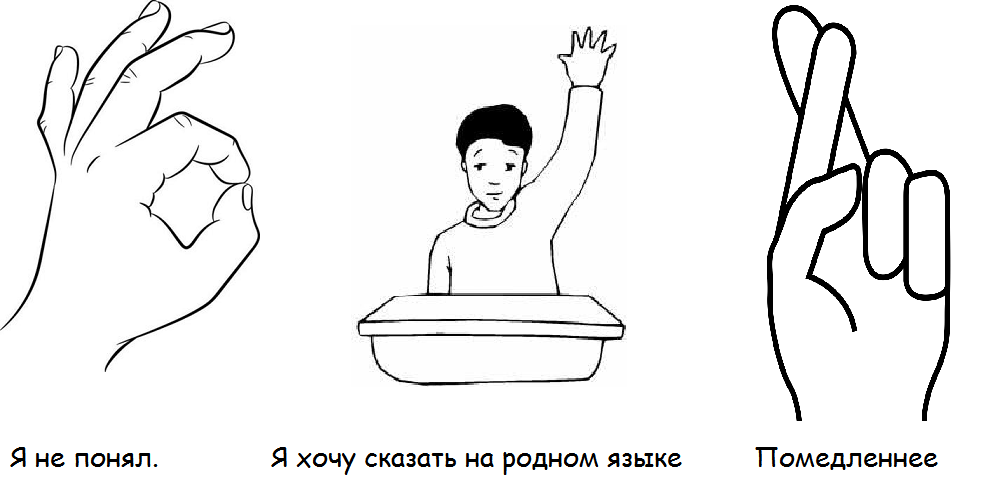 Я не понял.
Я хочу сказать на родном языке
Помедленнее